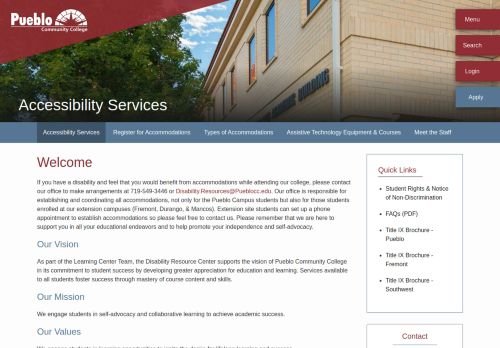 Pueblo
Community College
Menu
Search
Login
Apply
ACADEMIC BUILDING
Accessibility Services
Accessibility Services
Register for Accommodations
Types of Accommodations
Assistive Technology Equipment & Courses
Meet the Staff
Welcome
If you have a disability and feel that you would benefit from accommodations while attending our college, please contact
our office to make arrangements at 719-549-3446 or Disability.Resources@Pueblocc.edu. Our office is responsible for
establishing and coordinating all accommodations, not only for the Pueblo Campus students but also for those students
enrolled at our extension campuses (Fremont, Durango, & Mancos). Extension site students can set up a phone
appointment to establish accommodations so please feel free to contact us. Please remember that we are here to
support you in all your educational endeavors and to help promote your independence and self-advocacy.
Our Vision
As part of the Learning Center Team, the Disability Resource Center supports the vision of Pueblo Community College
in its commitment to student success by developing greater appreciation for education and learning. Services available
to all students foster success through mastery of course content and skills.
Our Mission
We engage students in self-advocacy and collaborative learning to achieve academic success.
Our Values
Quick Links
Student Rights & Notice
of Non-Discrimination
FAQs (PDF)
Title IX Brochure -
Pueblo
Title IX Brochure -
Fremont
Title IX Brochure -
Southwest
Contact